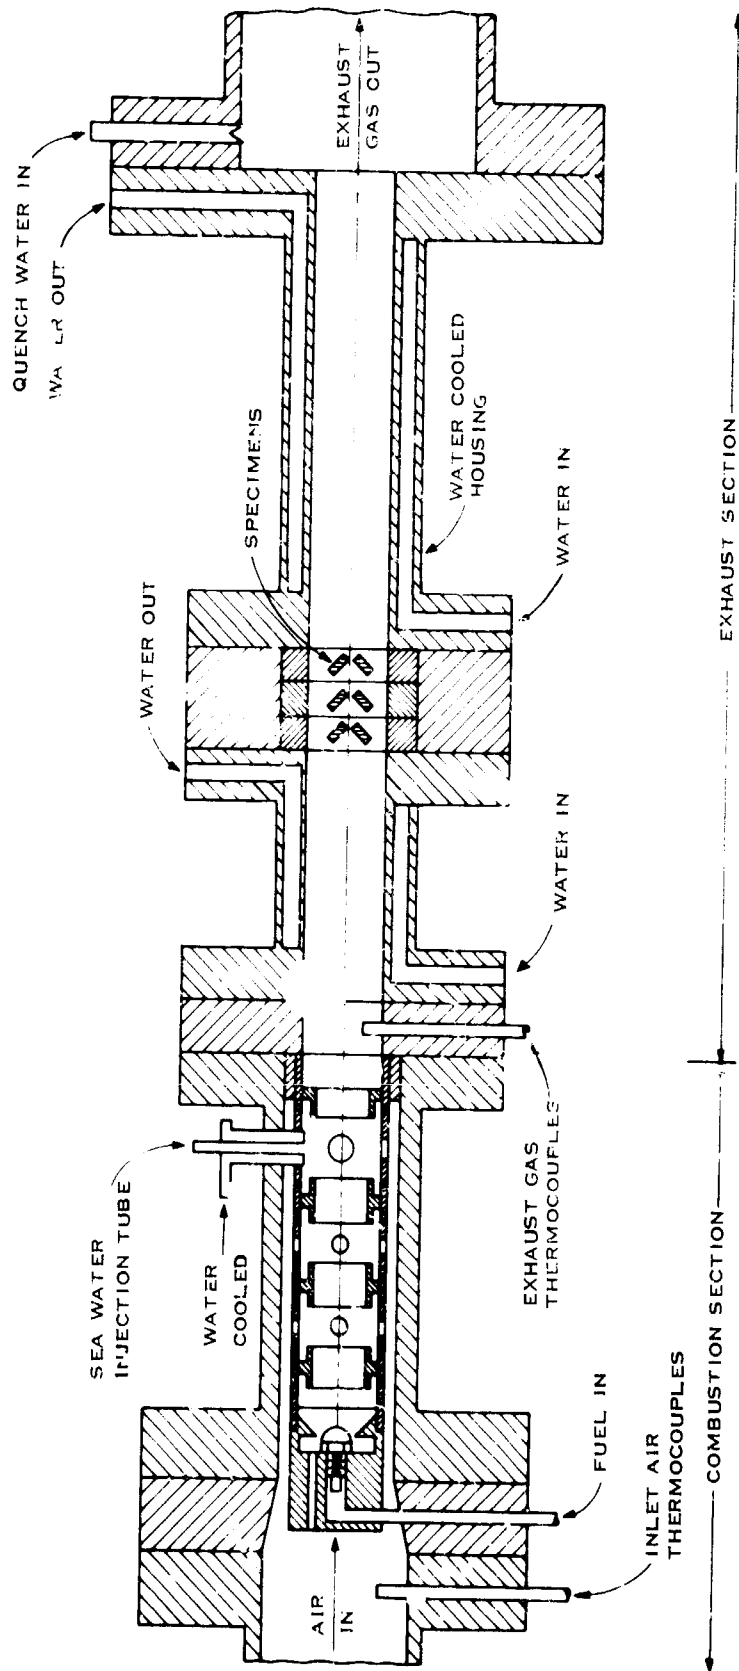 QUENCH WATER IN
WATER OUT
EXHAUST
GAS OUT
SPECIMENS
WATER COOLED
HOUSING
WATER OUT
WATER IN
EXHAUST SECTION
WATER IN
SEA WATER
INJECTION TUBE
WATER
COOLED
EXHAUST GAS
THERMOCOUPLES
COMBUSTION SECTION
AIR
IN
FUEL IN
INLET AIR
THERMOCOUPLES